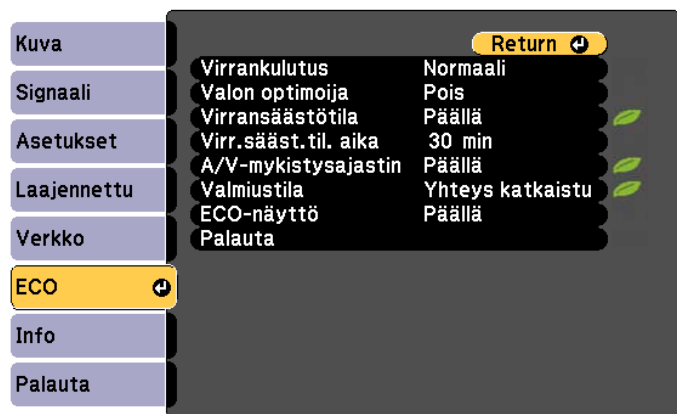 Kuva
Signaali
Asetukset
Laajennettu
Verkko
ECO
Info
Palauta
Return
Virrankulutus Normaali
Valon optimoija Pois
Virransäästötila Päällä
Virr.sääst.til. aika 30 min
A/V-mykistysajastin Päällä
Valmiustila Yhteys katkaistu
ECO-näyttö Päällä
Palauta